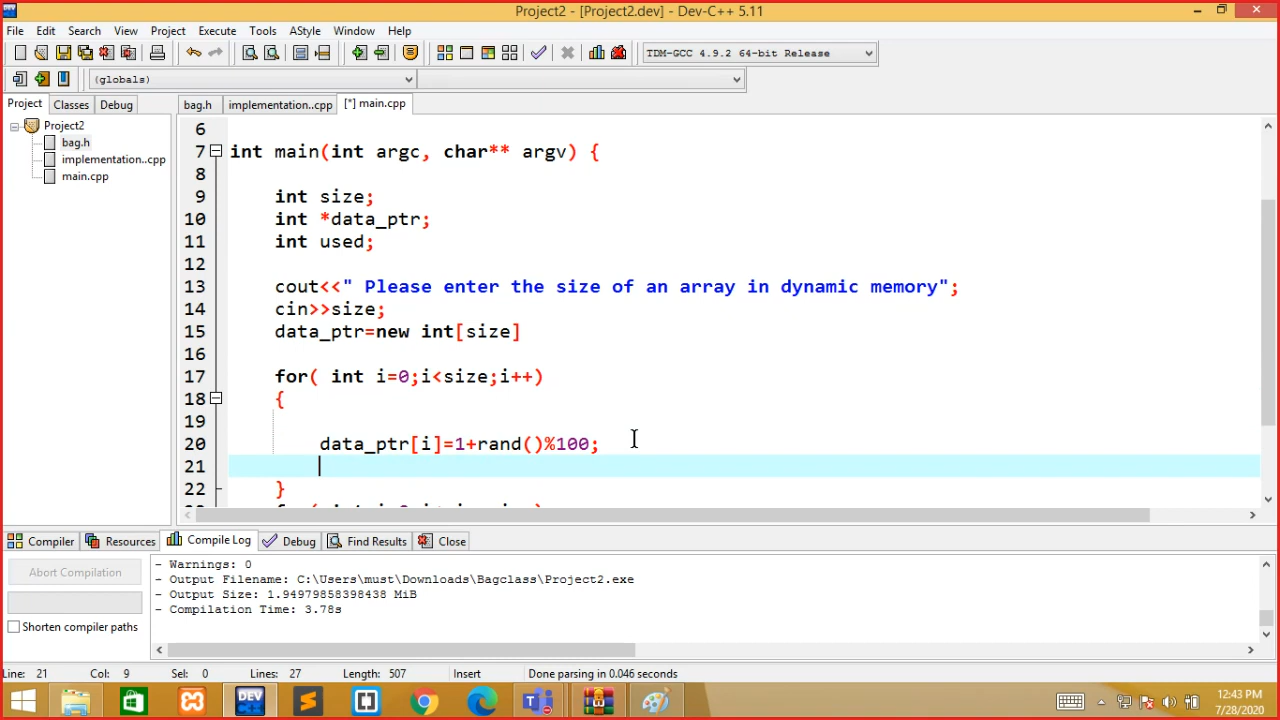 Project2 - [Project2.dev] - Dev-C++ 5.11
File Edit Search View Project Execute Tools AStyle Window Help
TDM-GCC 4.9.2 64-bit Release
(globals)
Project Classes Debug bag.h implementation..cpp [*] main.cpp
Project2
bag.h
implementation..cpp
main.cpp
6
7 int main(int argc, char** argv) {
8
9 int size;
10 int *data_ptr;
11 int used;
12
13 cout<<" Please enter the size of an array in dynamic memory";
14 cin>>size;
15 data_ptr=new int[size]
16
17 for( int i=0;i<size;i++)
18 {
19
20 data_ptr[i]=1+rand()%100;
21
22 }
Compiler Resources Compile Log Debug Find Results Close
Abort Compilation
Shorten compiler paths
- Warnings: 0
- Output Filename: C:\Users\must\Downloads\Bagclass\Project2.exe
- Output Size: 1.94979858398438 MiB
- Compilation Time: 3.78s
Line: 21 Col: 9 Sel: 0 Lines: 27 Length: 507 Insert Done parsing in 0.046 seconds
DEV
12:43 PM
7/28/2020